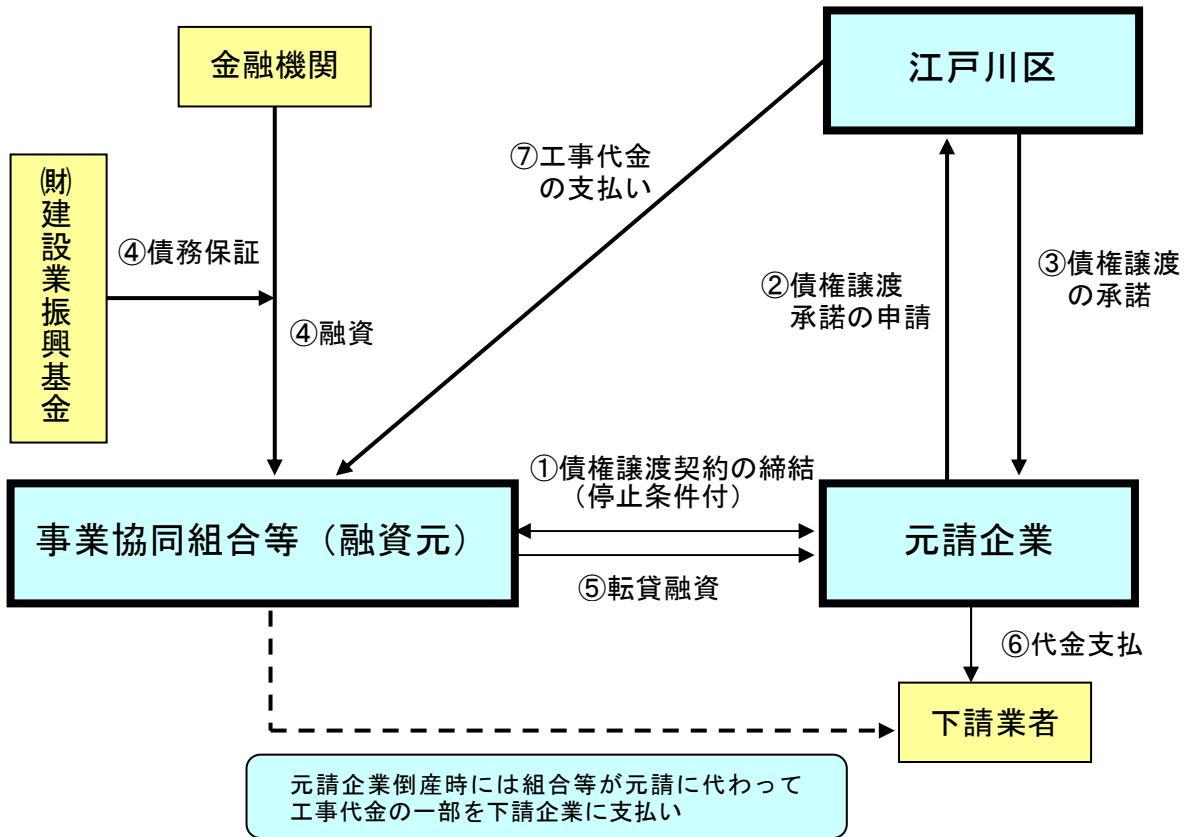 金融機関
江戸川区
㈶建設業振興基金
⑦工事代金
の支払い
④債務保証
④融資
②債権譲渡
承諾の申請
③債権譲渡
の承諾
①債権譲渡契約の締結
（停止条件付）
事業協同組合等（融資元）
元請企業
⑤転貸融資
⑥代金支払
下請業者
元請企業倒産時には組合等が元請に代わって
工事代金の一部を下請企業に支払い